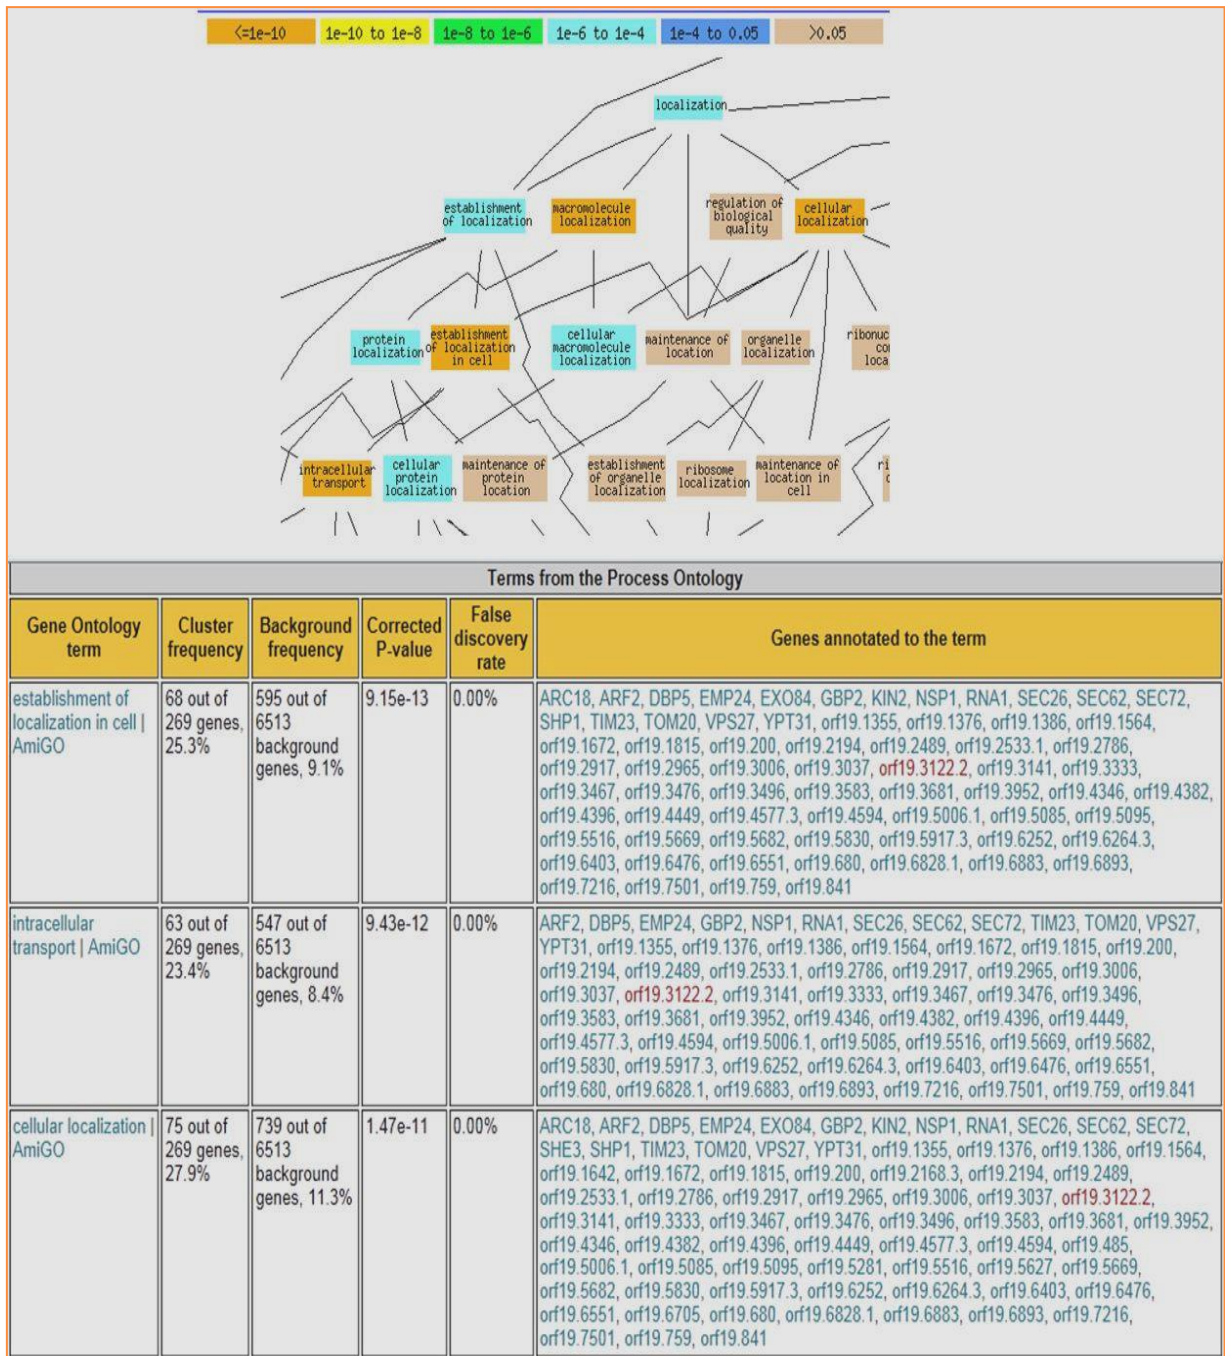 <=1e-10 1e-10 to 1e-8 1e-8 to 1e-6 1e-6 to 1e-4 1e-4 to 0.05 >0.05
localization
establishment
of localization
macromolecule
localization
regulation of
biological
quality
cellular
localization
protein
localization
establishment
of localization
in cell
cellular
macromolecule
localization
maintenance of
location
organelle
localization
ribonuc
co
loca
intracellular
transport
cellular
protein
localization
maintenance of
protein
location
establishment
of organelle
localization
ribosome
localization
maintenance of
location in
cell
ri
Terms from the Process Ontology
Gene Ontology
term
Cluster
frequency
Background
frequency
Corrected
P-value
False
discovery
rate
Genes annotated to the term
establishment of
localization in cell |
AmiGO
68 out of
269 genes,
25.3%
595 out of
6513
background
genes, 9.1%
9.15e-13
0.00%
ARC18, ARF2, DBP5, EMP24, EXO84, GBP2, KIN2, NSP1, RNA1, SEC26, SEC62, SEC72,
SHP1, TIM23, TOM20, VPS27, YPT31, orf19.1355, orf19.1376, orf19.1386, orf19.1564,
orf19.1672, orf19.1815, orf19.200, orf19.2194, orf19.2489, orf19.2533.1, orf19.2786,
orf19.2917, orf19.2965, orf19.3006, orf19.3037, orf19.3122.2, orf19.3141, orf19.3333,
orf19.3467, orf19.3476, orf19.3496, orf19.3583, orf19.3681, orf19.3952, orf19.4346, orf19.4382,
orf19.4396, orf19.4449, orf19.4577.3, orf19.4594, orf19.5006.1, orf19.5085, orf19.5095,
orf19.5516, orf19.5669, orf19.5682, orf19.5830, orf19.5917.3, orf19.6252, orf19.6264.3,
orf19.6403, orf19.6476, orf19.6551, orf19.680, orf19.6828.1, orf19.6883, orf19.6893,
orf19.7216, orf19.7501, orf19.759, orf19.841
intracellular
transport | AmiGO
63 out of
269 genes,
23.4%
547 out of
6513
background
genes, 8.4%
9.43e-12
0.00%
ARF2, DBP5, EMP24, GBP2, NSP1, RNA1, SEC26, SEC62, SEC72, TIM23, TOM20, VPS27,
YPT31, orf19.1355, orf19.1376, orf19.1386, orf19.1564, orf19.1672, orf19.1815, orf19.200,
orf19.2194, orf19.2489, orf19.2533.1, orf19.2786, orf19.2917, orf19.2965, orf19.3006,
orf19.3037, orf19.3122.2, orf19.3141, orf19.3333, orf19.3467, orf19.3476, orf19.3496,
orf19.3583, orf19.3681, orf19.3952, orf19.4346, orf19.4382, orf19.4396, orf19.4449,
orf19.4577.3, orf19.4594, orf19.5006.1, orf19.5085, orf19.5516, orf19.5669, orf19.5682,
orf19.5830, orf19.5917.3, orf19.6252, orf19.6264.3, orf19.6403, orf19.6476, orf19.6551,
orf19.680, orf19.6828.1, orf19.6883, orf19.6893, orf19.7216, orf19.7501, orf19.759, orf19.841
cellular localization |
AmiGO
75 out of
269 genes,
27.9%
739 out of
6513
background
genes, 11.3%
1.47e-11
0.00%
ARC18, ARF2, DBP5, EMP24, EXO84, GBP2, KIN2, NSP1, RNA1, SEC26, SEC62, SEC72,
SHE3, SHP1, TIM23, TOM20, VPS27, YPT31, orf19.1355, orf19.1376, orf19.1386, orf19.1564,
orf19.1642, orf19.1672, orf19.1815, orf19.200, orf19.2168.3, orf19.2194, orf19.2489,
orf19.2533.1, orf19.2786, orf19.2917, orf19.2965, orf19.3006, orf19.3037, orf19.3122.2,
orf19.3141, orf19.3333, orf19.3467, orf19.3476, orf19.3496, orf19.3583, orf19.3681, orf19.3952,
orf19.4346, orf19.4382, orf19.4396, orf19.4449, orf19.4577.3, orf19.4594, orf19.485,
orf19.5006.1, orf19.5085, orf19.5095, orf19.5281, orf19.5516, orf19.5627, orf19.5669,
orf19.5682, orf19.5830, orf19.5917.3, orf19.6252, orf19.6264.3, orf19.6403, orf19.6476,
orf19.6551, orf19.6705, orf19.680, orf19.6828.1, orf19.6883, orf19.6893, orf19.7216,
orf19.7501, orf19.759, orf19.841